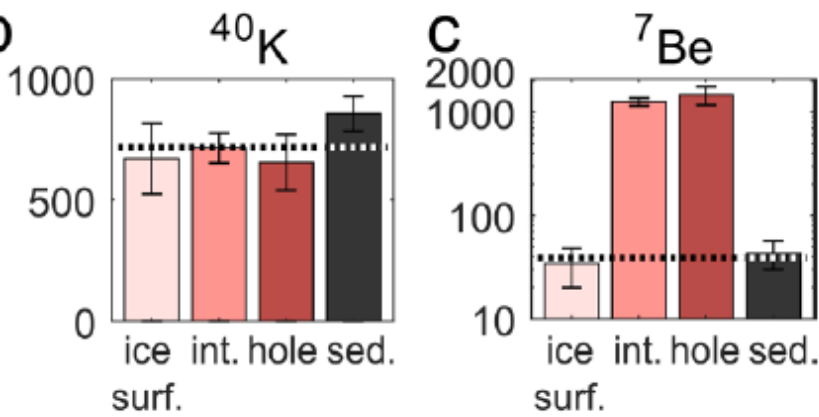 ⁴⁰K
1000
500
0
ice int. hole sed.
surf.
C ⁷Be
2000
1000
100
10
ice int. hole sed.
surf.